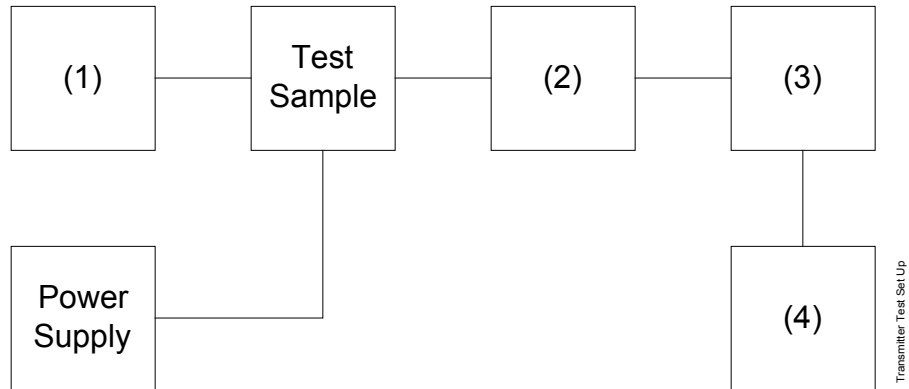 (1)
Test
Sample
(2)
(3)
Power
Supply
(4)
Transmitter Test Set Up